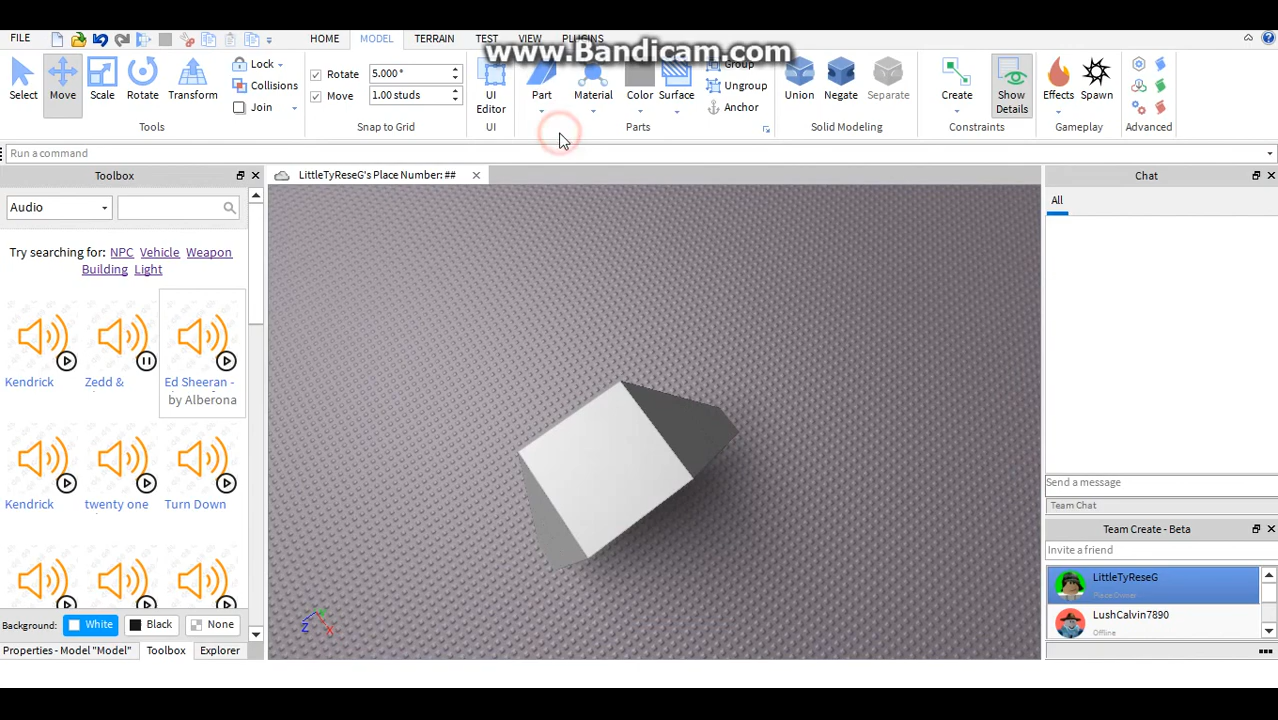 FILE
HOME
MODEL
TERRAIN
TEST
VIEW
PLUGINS
www.Bandicam.com
Select
Move
Scale
Rotate
Transform
Lock
Collisions
Join
Tools
Rotate
5.000 °
Move
1.00 studs
Snap to Grid
UI
Editor
UI
Part
Material
Color
Surface
Group
Ungroup
Anchor
Parts
Union
Negate
Separate
Solid Modeling
Create
Show
Details
Constraints
Effects
Spawn
Gameplay
Advanced
Run a command
Toolbox
Audio
Try searching for: NPC Vehicle Weapon
Building Light
Kendrick
Zedd &
Ed Sheeran -
by Alberona
Kendrick
twenty one
Turn Down
Background: White Black None
Properties - Model "Model"
Toolbox
Explorer
LittleTyReseG's Place Number: ##
Chat
All
Send a message
Team Chat
Team Create - Beta
Invite a friend
LittleTyReseG
Place Owner
LushCalvin7890
Offline